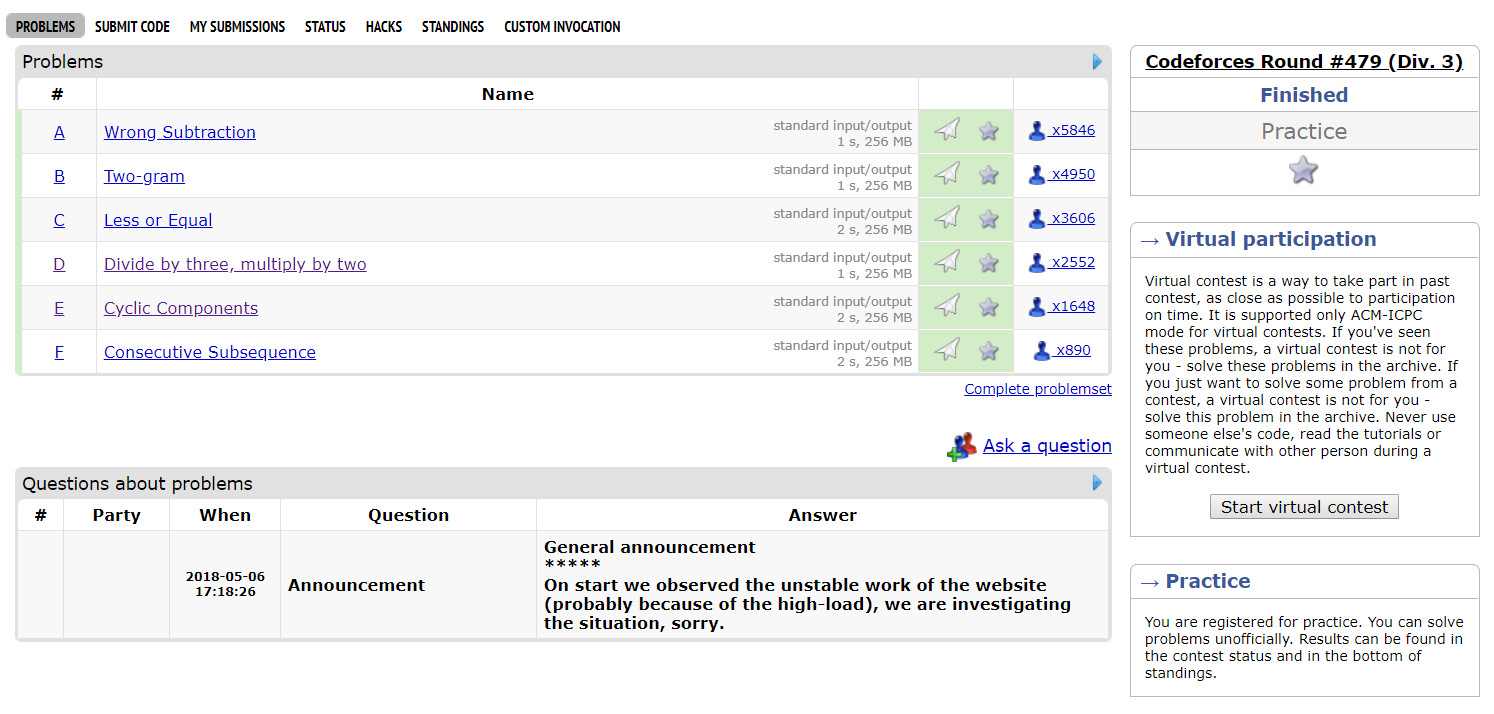 PROBLEMS SUBMIT CODE MY SUBMISSIONS STATUS HACKS STANDINGS CUSTOM INVOCATION
Problems
# Name
A Wrong Subtraction standard input/output x5846
1 s, 256 MB
B Two-gram standard input/output x4950
1 s, 256 MB
C Less or Equal standard input/output x3606
2 s, 256 MB
D Divide by three, multiply by two standard input/output x2552
1 s, 256 MB
E Cyclic Components standard input/output x1648
2 s, 256 MB
F Consecutive Subsequence standard input/output x890
2 s, 256 MB
Complete problemset
Ask a question
Questions about problems
# Party When Question Answer
2018-05-06
17:18:26
Announcement
General announcement
*****
On start we observed the unstable work of the website
(probably because of the high-load), we are investigating
the situation, sorry.
Codeforces Round #479 (Div. 3)
Finished
Practice
→ Virtual participation
Virtual contest is a way to take part in past
contest, as close as possible to participation
on time. It is supported only ACM-ICPC
mode for virtual contests. If you've seen
these problems, a virtual contest is not for
you - solve these problems in the archive. If
you just want to solve some problem from a
contest, a virtual contest is not for you -
solve this problem in the archive. Never use
someone else's code, read the tutorials or
communicate with other person during a
virtual contest.
Start virtual contest
→ Practice
You are registered for practice. You can solve
problems unofficially. Results can be found in
the contest status and in the bottom of
standings.